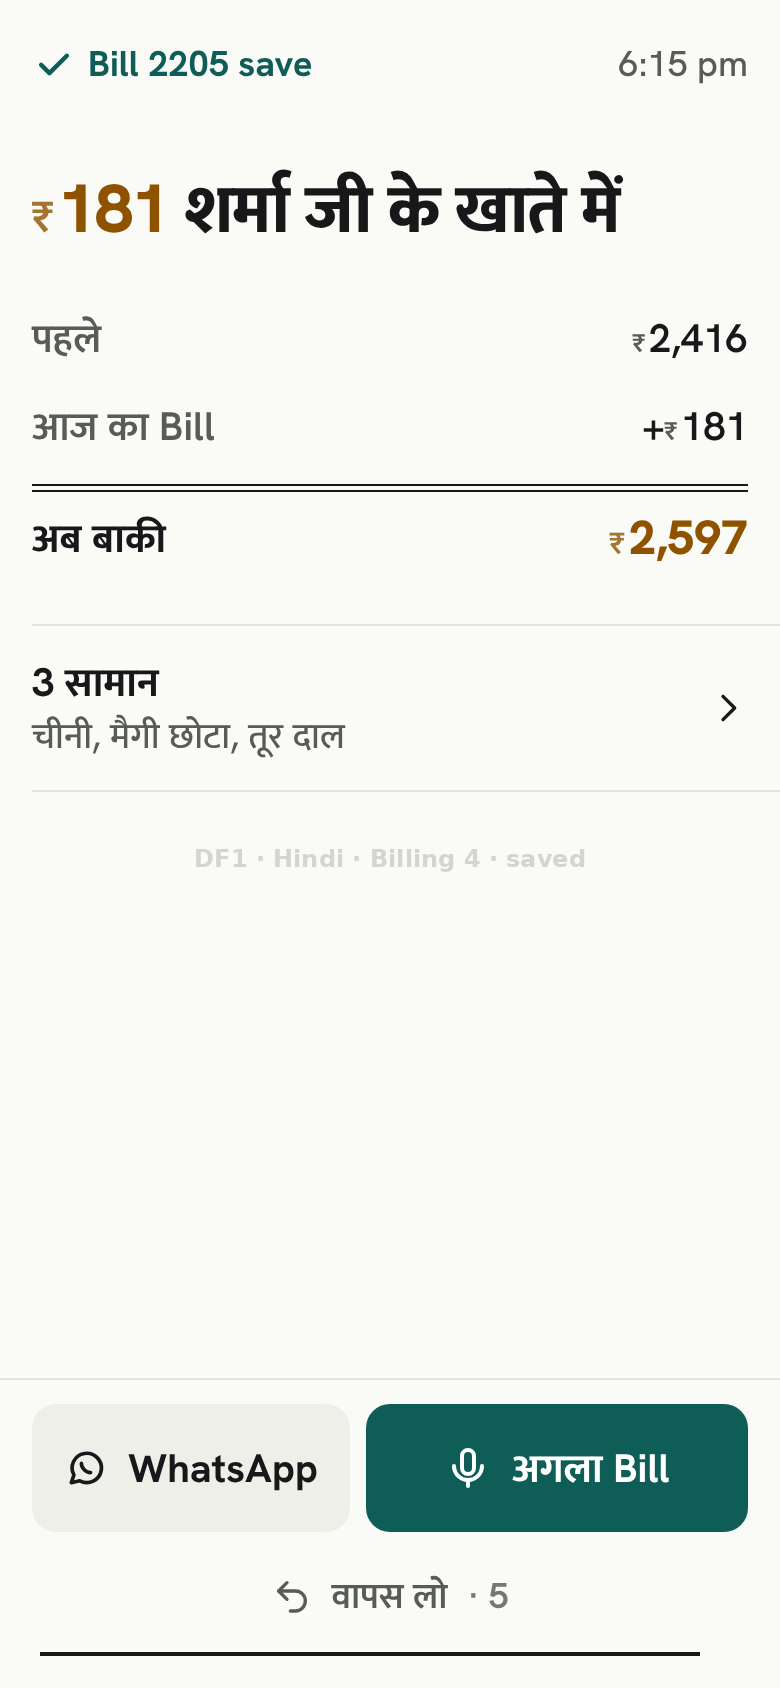 Bill 2205 save 6:15 pm
₹181 शर्मा जी के खाते में
पहले ₹2,416
आज का Bill +₹181
अब बाकी ₹2,597
3 सामान
चीनी, मैगी छोटा, तूर दाल
DF1 · Hindi · Billing 4 · saved
WhatsApp अगला Bill
वापस लो · 5